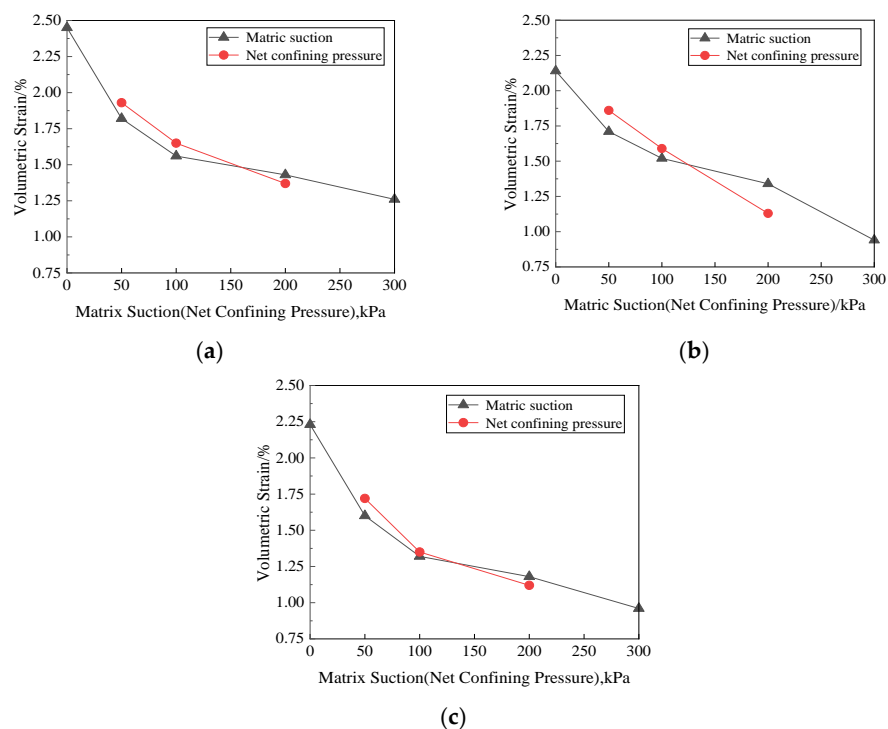 2.50
2.25
2.00
1.75
1.50
1.25
1.00
0.75
Volumetric Strain/%
Matric suction
Net confining pressure
0 50 100 150 200 250 300
Matrix Suction(Net Confining Pressure),kPa
(a)
2.50
2.25
2.00
1.75
1.50
1.25
1.00
0.75
Volumetric Strain/%
Matric suction
Net confining pressure
0 50 100 150 200 250 300
Matric Suction(Net Confining Pressure)/kPa
(b)
2.50
2.25
2.00
1.75
1.50
1.25
1.00
0.75
Volumetric Strain/%
Matric suction
Net confining pressure
0 50 100 150 200 250 300
Matrix Suction(Net Confining Pressure),kPa
(c)